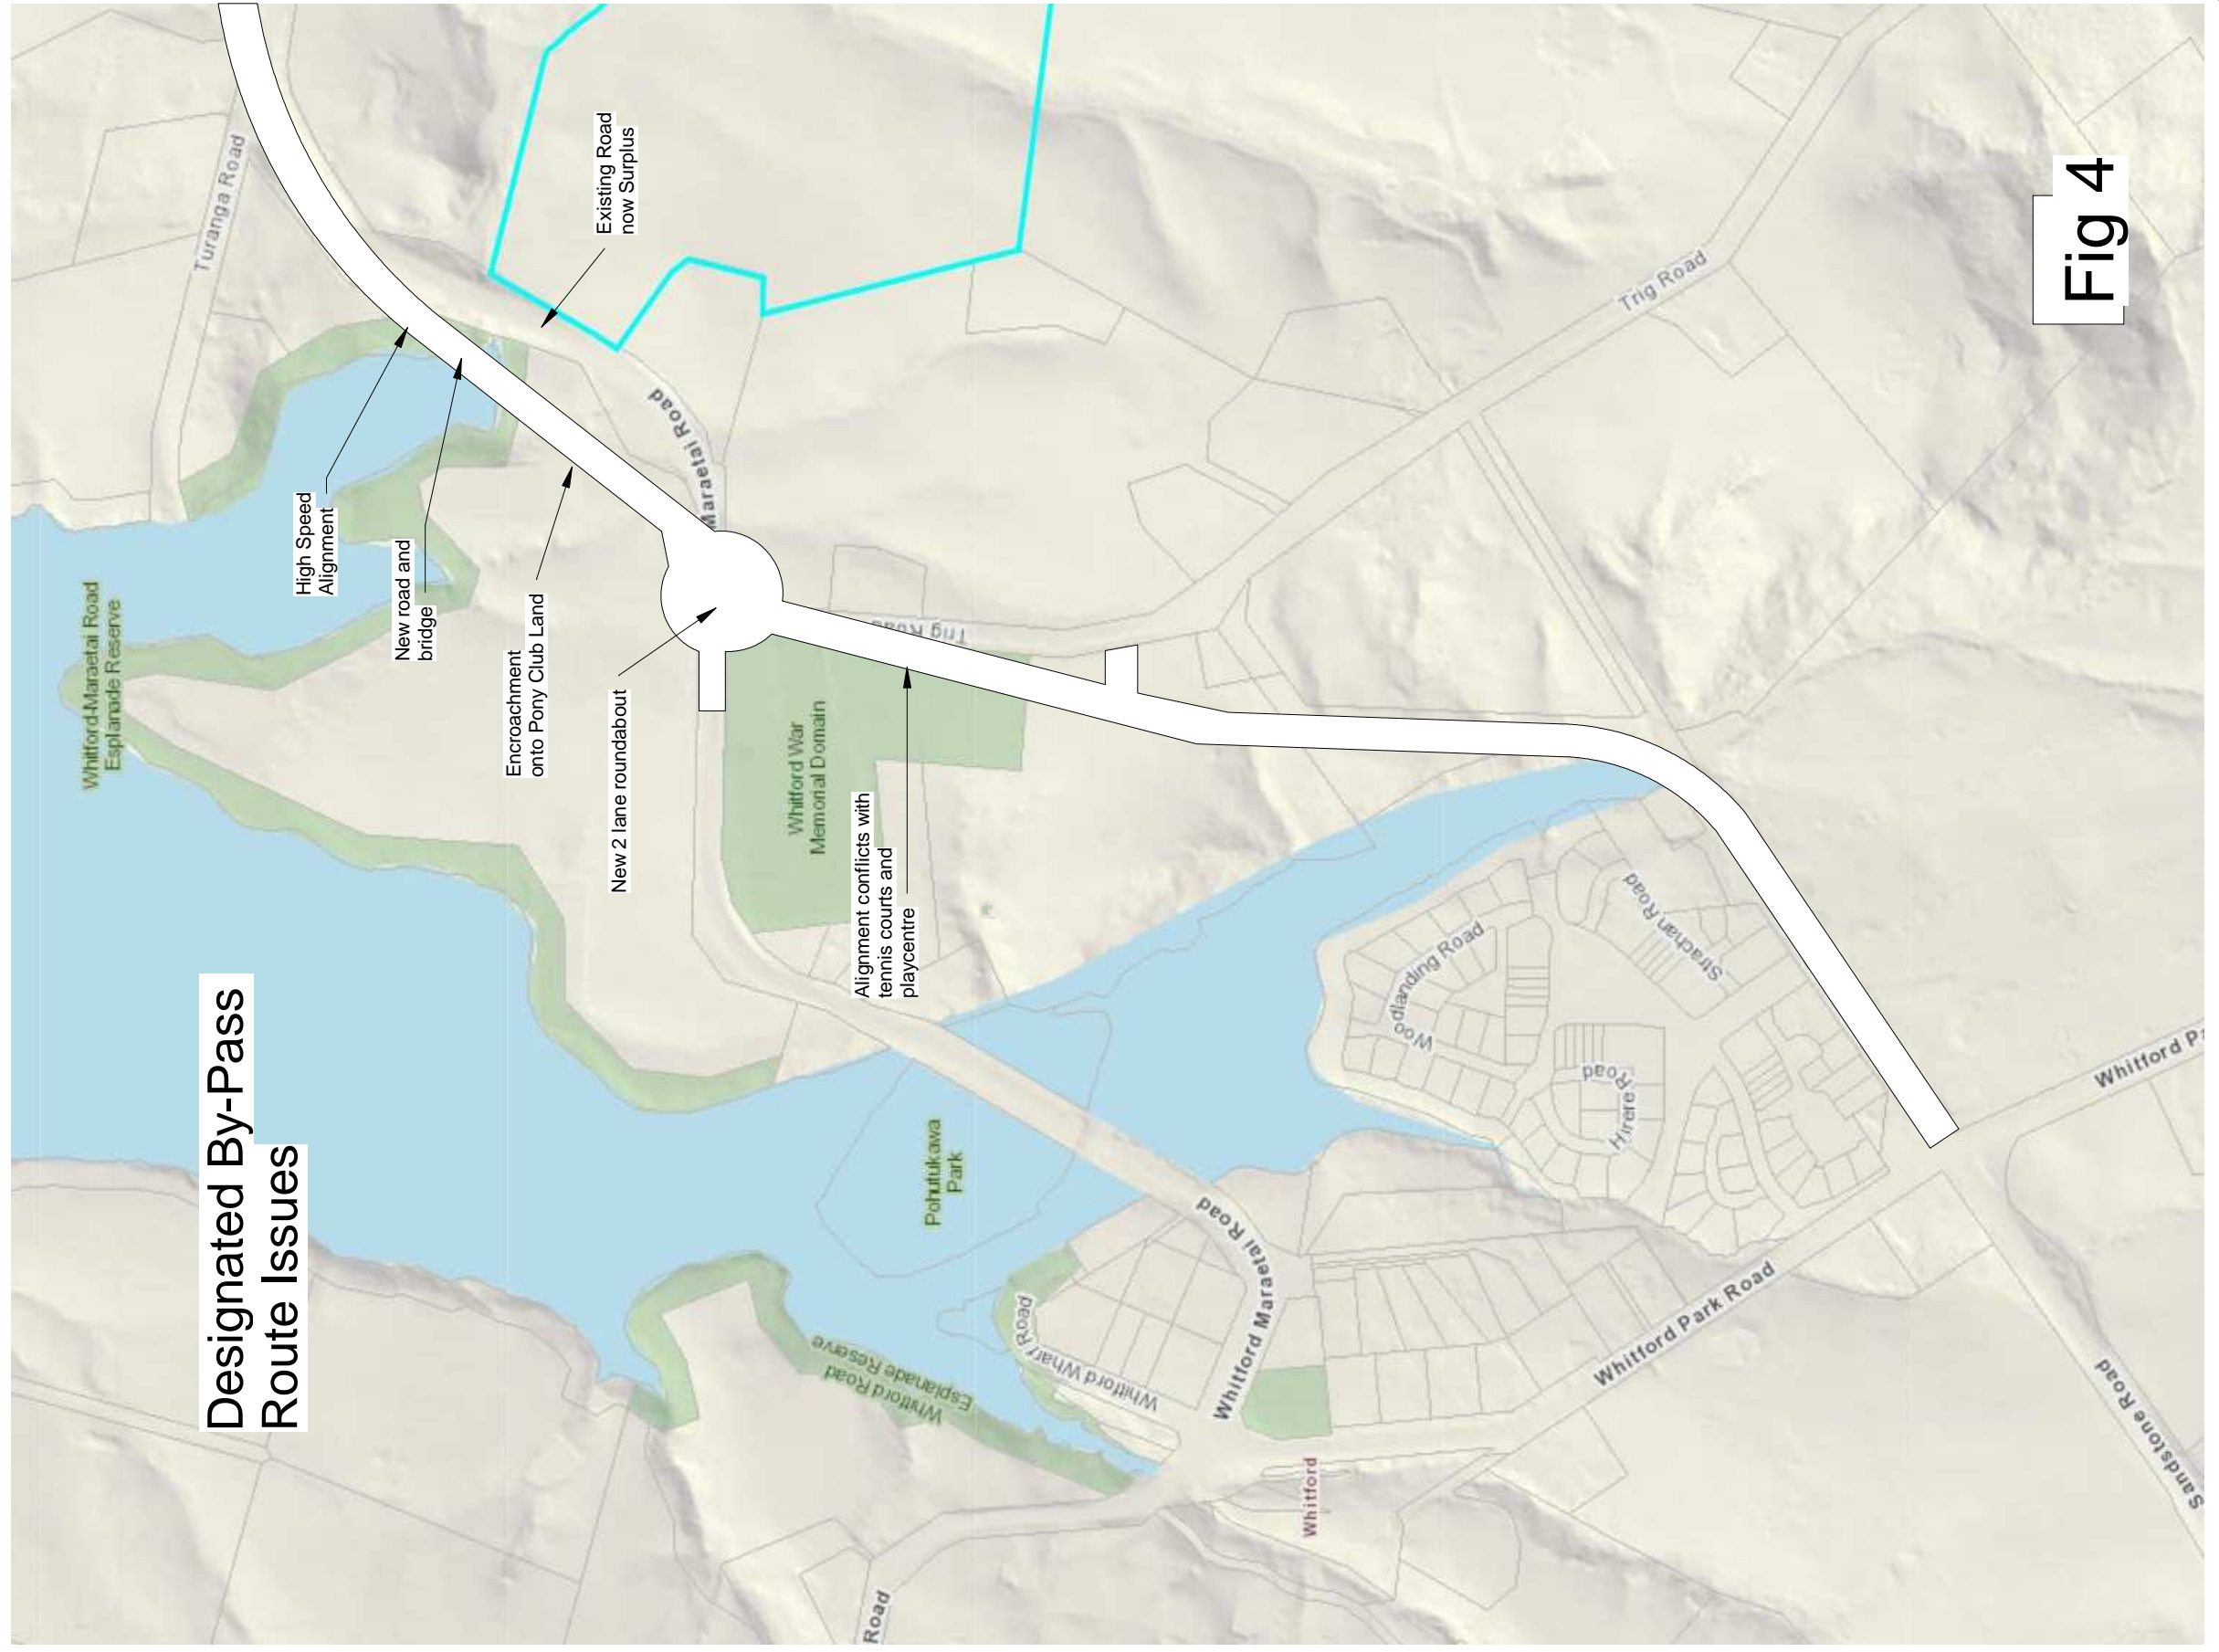 Designated By-Pass
Route Issues
Whitford-Maraetai Road
Esplanade Reserve
Turanga Road
High Speed
Alignment
New road and
bridge
Encroachment
onto Pony Club Land
Existing Road
now Surplus
New 2 lane roundabout
Maraetai Road
Whitford War
Memorial Domain
Trig Road
Alignment conflicts with
tennis courts and
playcentre
Trig Road
Pohutukawa
Park
Whitford Road
Esplanade Reserve
Whitford Wharf Road
Whitford Maraetai Road
Whitford
Road
Woodlanding Road
Strachan Road
Hirere
Road
Whitford Park Road
Whitford Pa
Sandstone Road
Fig 4